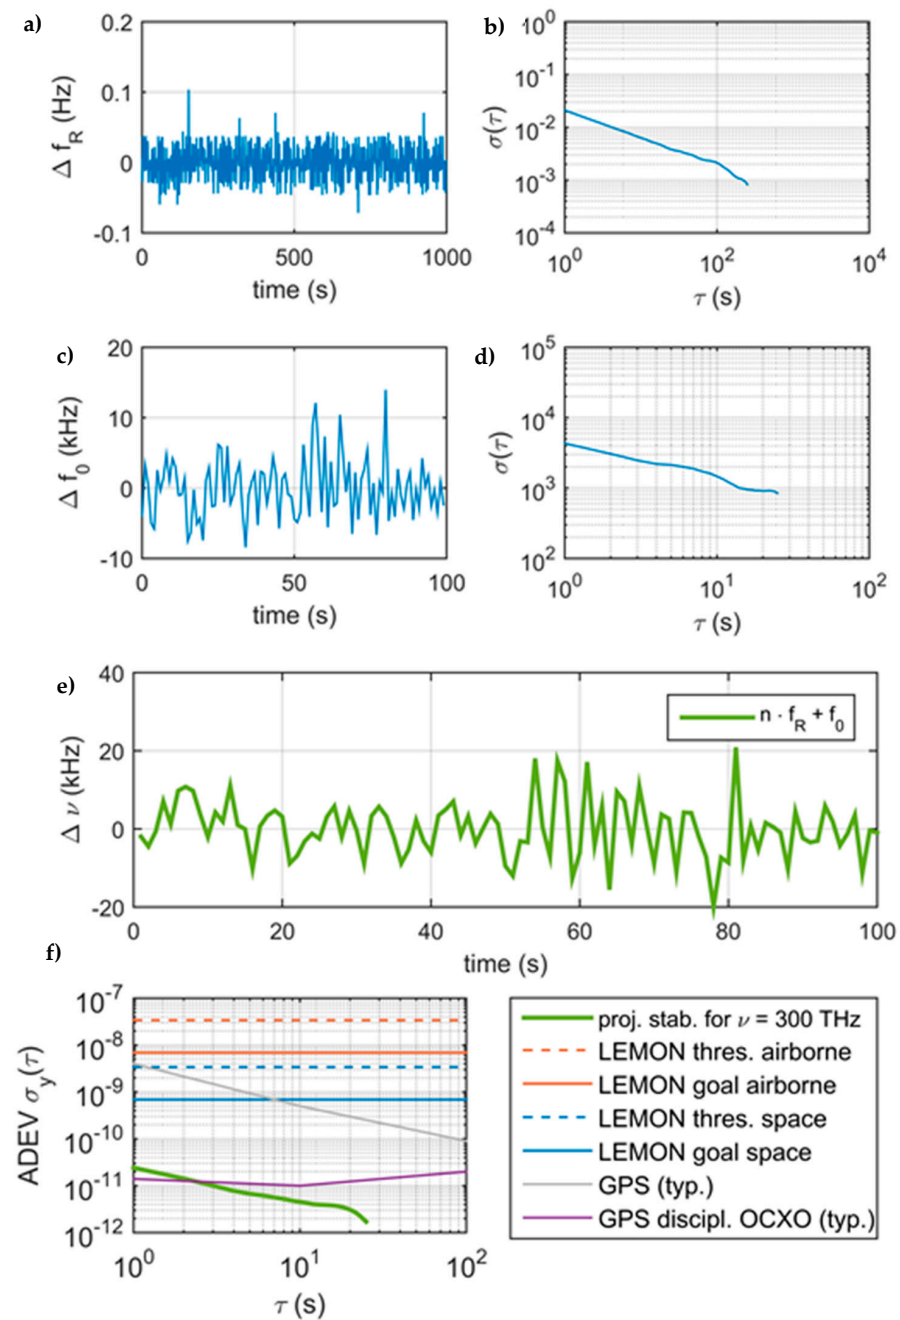 a)
0.2
0.1
0
-0.1
Δ f_R (Hz)
0
500
1000
time (s)
b)
10^0
10^-1
10^-2
10^-3
10^-4
σ(τ)
10^0
10^2
10^4
τ (s)
c)
20
10
0
-10
Δ f_0 (kHz)
0
50
100
time (s)
d)
10^5
10^4
10^3
10^2
σ(τ)
10^0
10^1
10^2
τ (s)
e)
40
20
0
-20
Δ ν (kHz)
n · f_R + f_0
0
20
40
60
80
100
time (s)
f)
10^-7
10^-8
10^-9
10^-10
10^-11
10^-12
ADEV σ_y(τ)
10^0
10^1
10^2
τ (s)
proj. stab. for ν = 300 THz
LEMON thres. airborne
LEMON goal airborne
LEMON thres. space
LEMON goal space
GPS (typ.)
GPS discipl. OCXO (typ.)